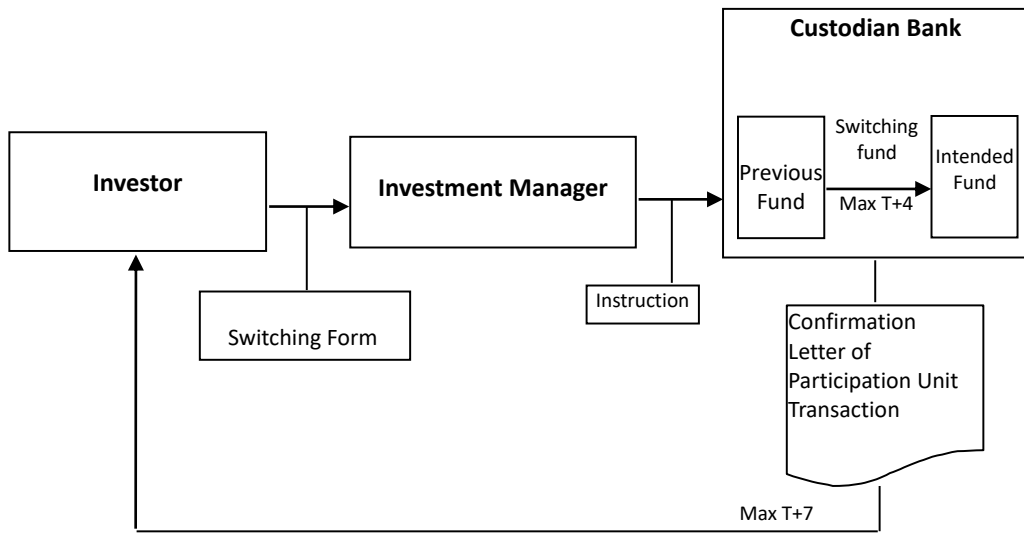 Custodian Bank
Investor
Switching Form
Investment Manager
Instruction
Previous
Fund
Switching
fund
Max T+4
Intended
Fund
Confirmation
Letter of
Participation Unit
Transaction
Max T+7